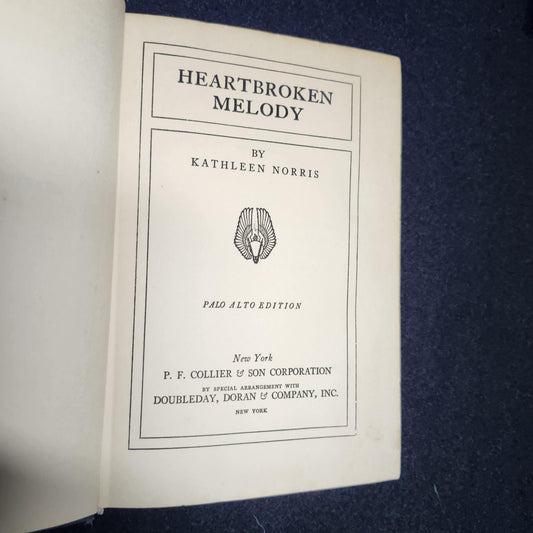 HEARTBROKEN
MELODY
BY
KATHLEEN NORRIS
PALO ALTO EDITION
New York
P. F. COLLIER & SON CORPORATION
BY SPECIAL ARRANGEMENT WITH
DOUBLEDAY, DORAN & COMPANY, INC.
NEW YORK